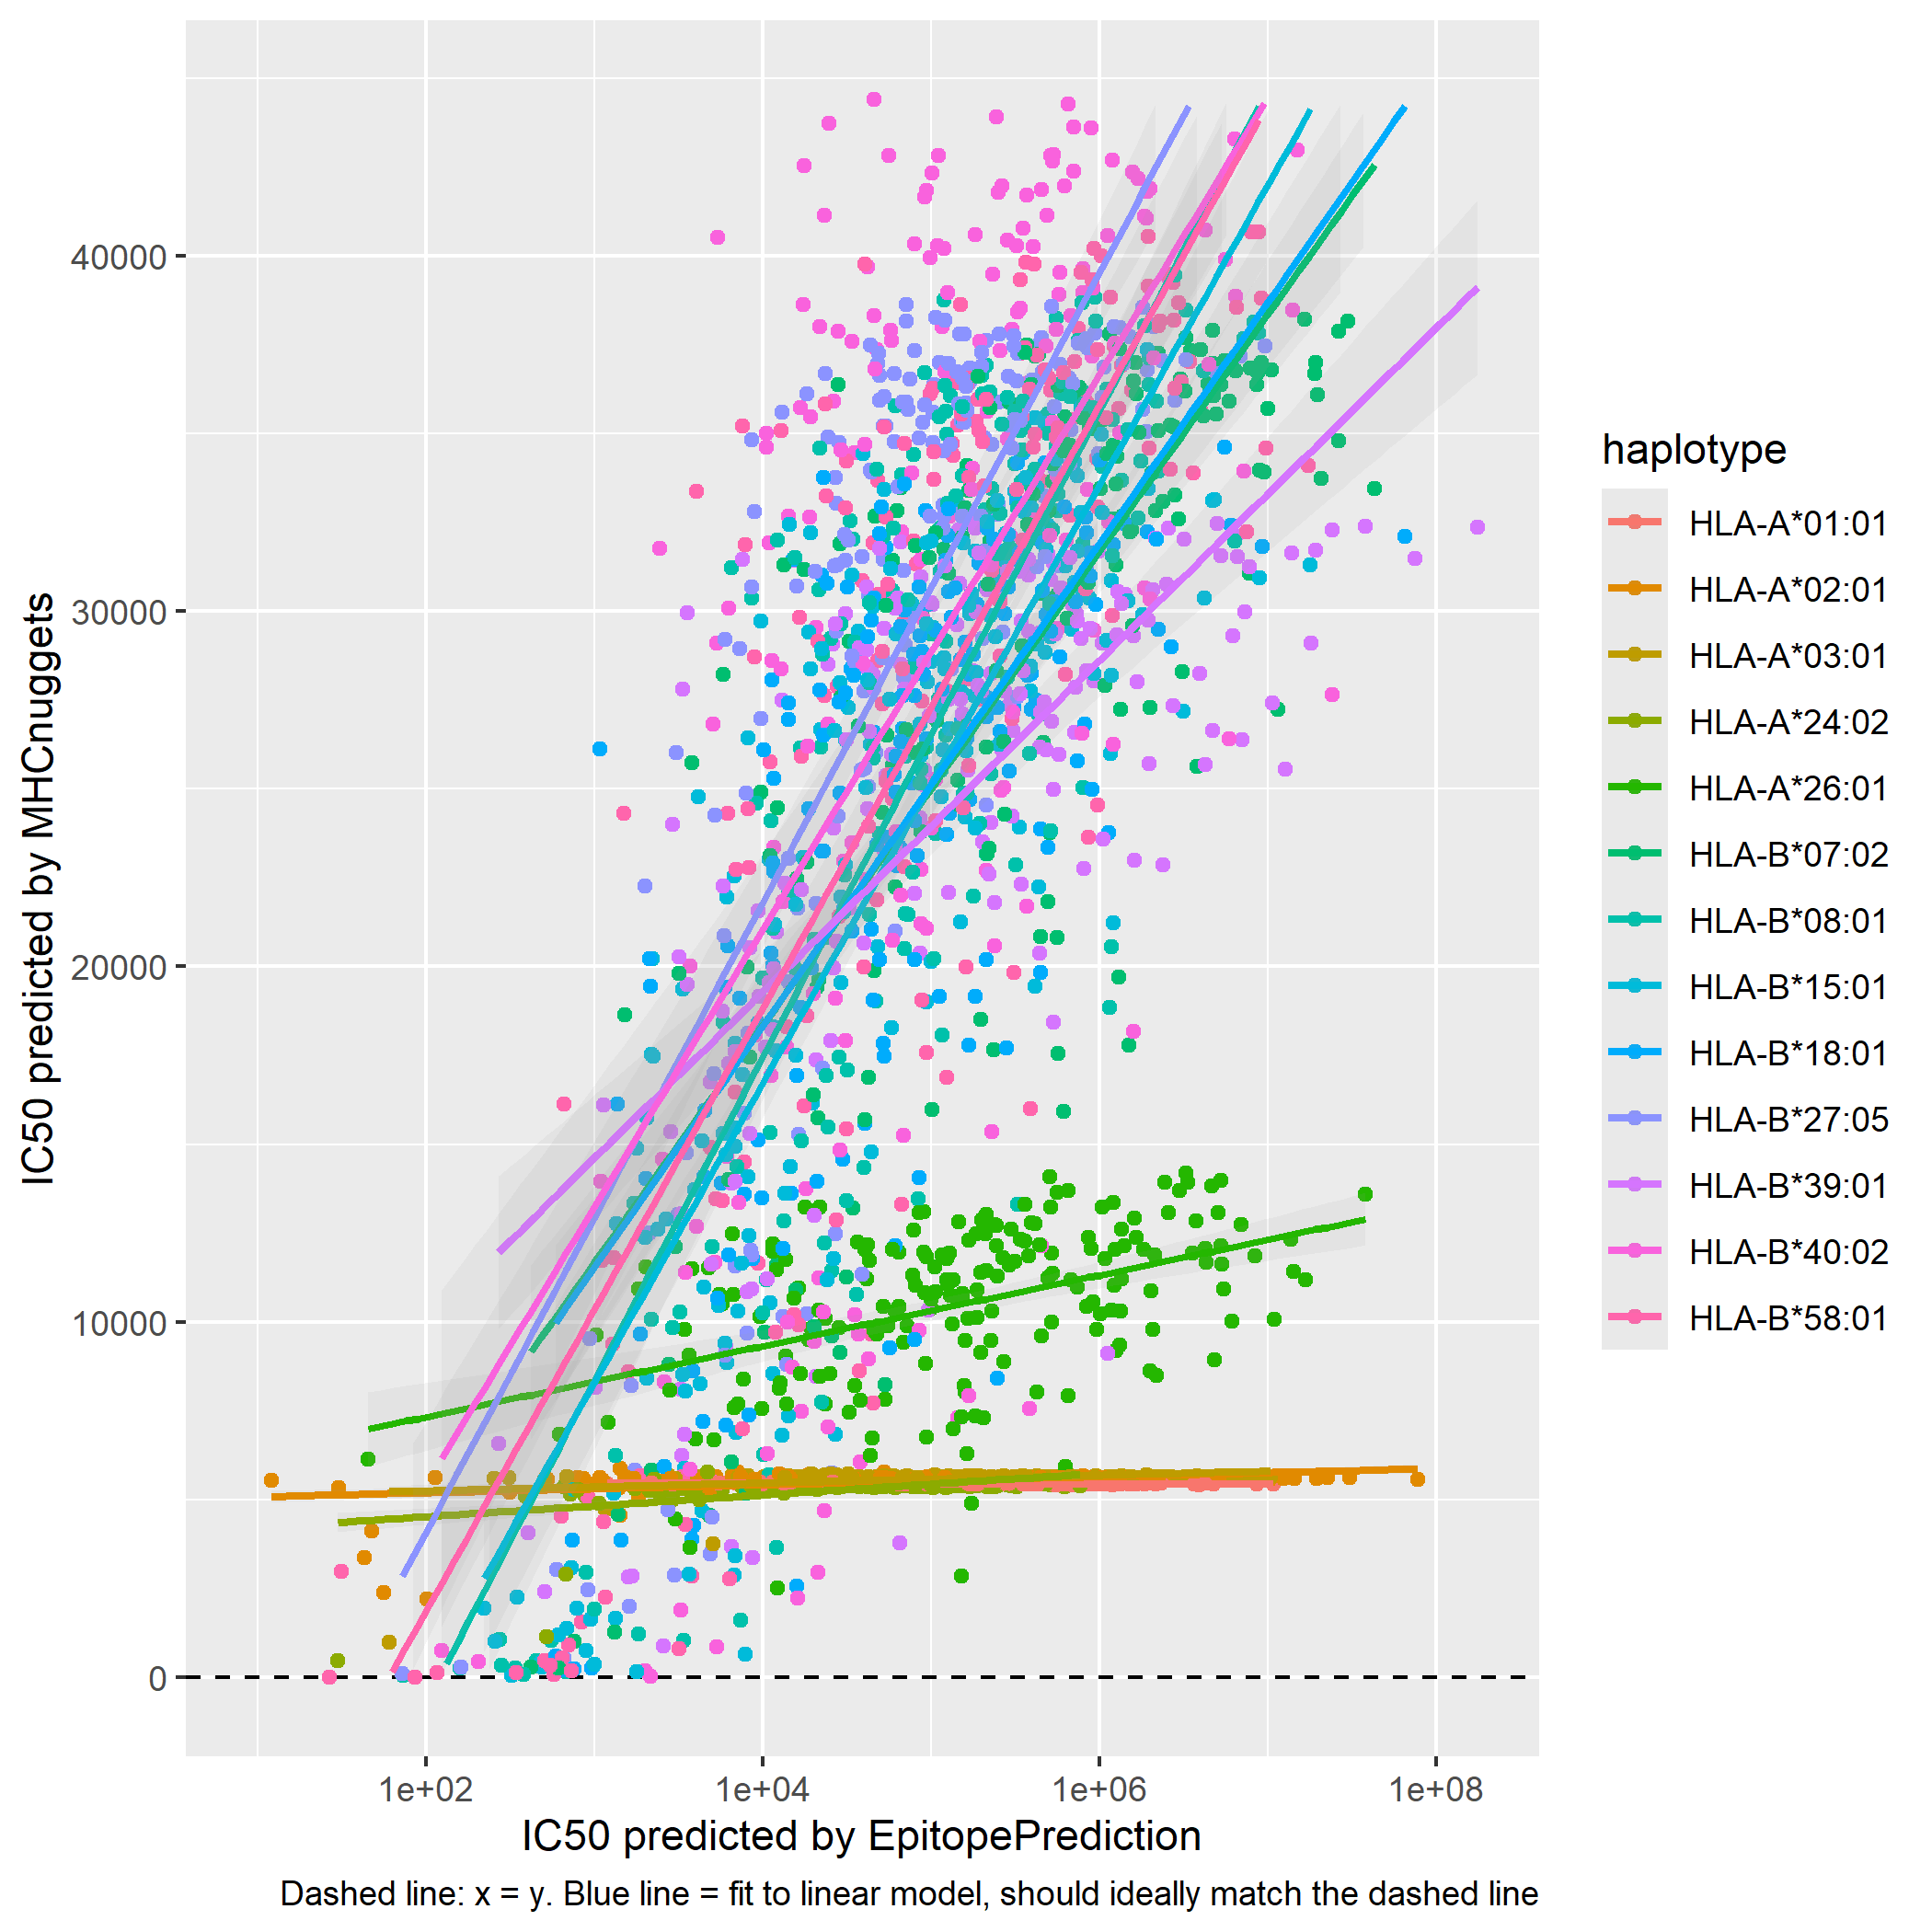 40000
30000
20000
10000
0
IC50 predicted by MHCnuggets
1e+02
1e+04
1e+06
1e+08
IC50 predicted by EpitopePrediction
Dashed line: x = y. Blue line = fit to linear model, should ideally match the dashed line
haplotype
HLA-A*01:01
HLA-A*02:01
HLA-A*03:01
HLA-A*24:02
HLA-A*26:01
HLA-B*07:02
HLA-B*08:01
HLA-B*15:01
HLA-B*18:01
HLA-B*27:05
HLA-B*39:01
HLA-B*40:02
HLA-B*58:01